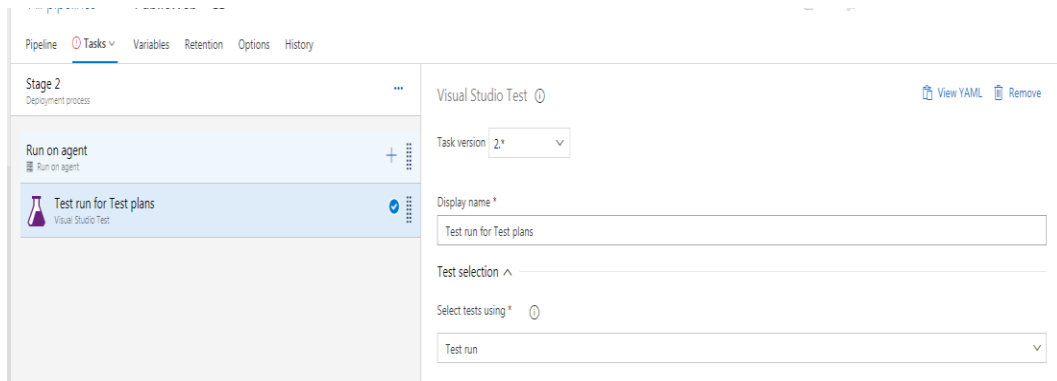 Pipeline Tasks Variables Retention Options History
Stage 2
Deployment process
Run on agent
Run on agent
Test run for Test plans
Visual Studio Test
Visual Studio Test
View YAML Remove
Task version 2.*
Display name *
Test run for Test plans
Test selection
Select tests using *
Test run